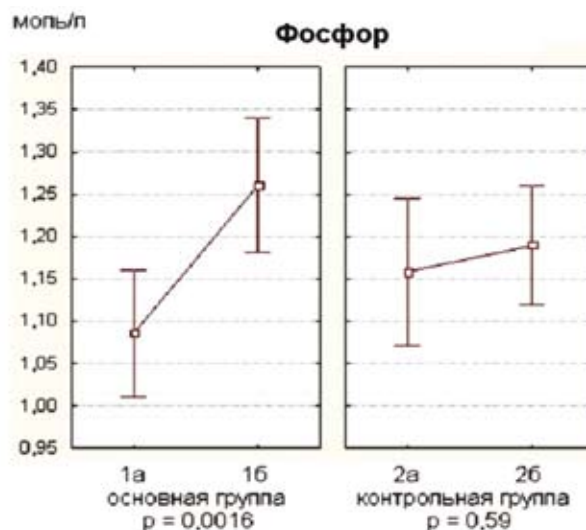 моль/л
Фосфор
1,40
1,35
1,30
1,25
1,20
1,15
1,10
1,05
1,00
0,95
1а 1б 2а 2б
основная группа контрольная группа
p = 0,0016 p = 0,59